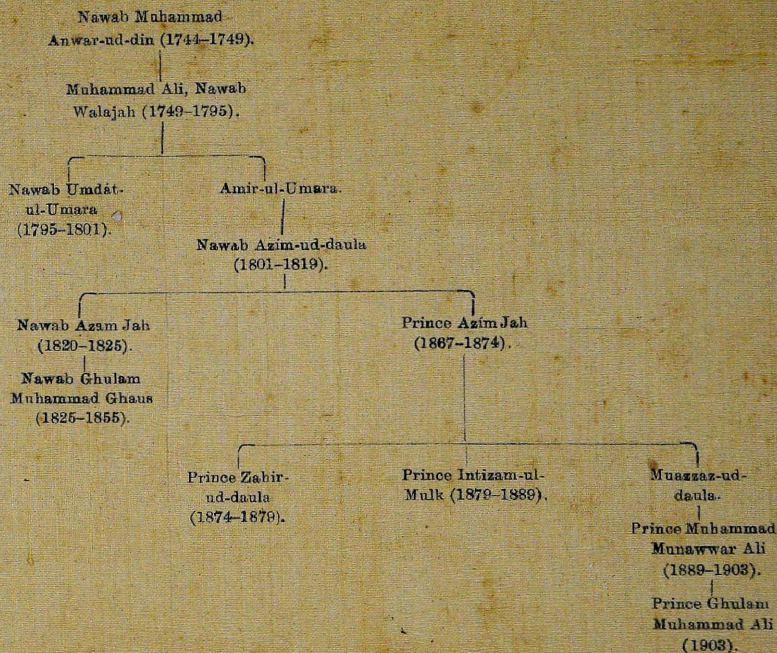 Nawab Muhammad
Anwar-ud-din (1744–1749).
Muhammad Ali, Nawab
Walajah (1749–1795).
Nawab Umdát-
ul-Umara
(1795–1801).
Amir-ul-Umara.
Nawab Azim-ud-daula
(1801–1819).
Nawab Azam Jah
(1820–1825).
Prince Azím Jah
(1867–1874).
Nawab Ghulam
Muhammad Ghaus
(1825–1855).
Prince Zahir-
ud-daula
(1874–1879).
Prince Intizam-ul-
Mulk (1879–1889).
Muazzaz-ud-
daula.
Prince Muhammad
Munawwar Ali
(1889–1903).
Prince Ghulam
Muhammad Ali
(1903).